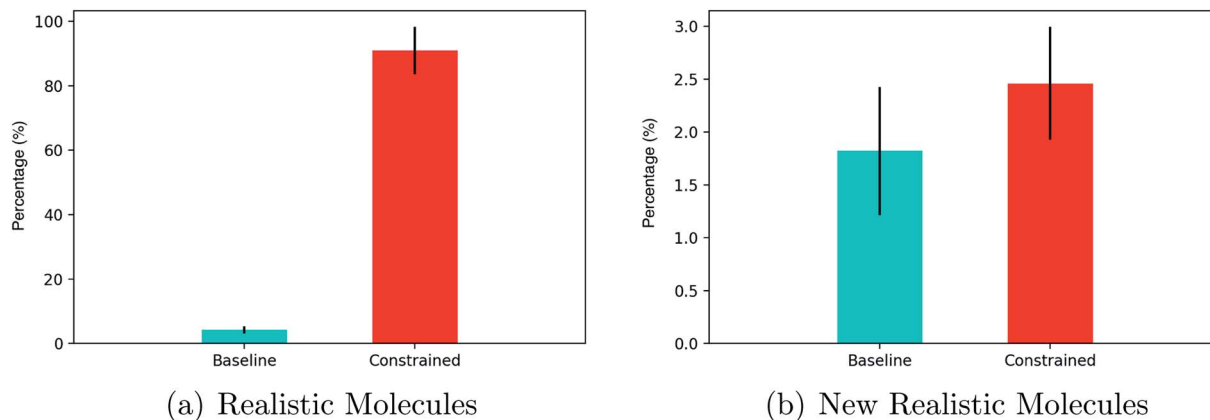 100
80
60
40
20
0
Percentage (%)
Baseline
Constrained
(a) Realistic Molecules
3.0
2.5
2.0
1.5
1.0
0.5
0.0
Percentage (%)
Baseline
Constrained
(b) New Realistic Molecules